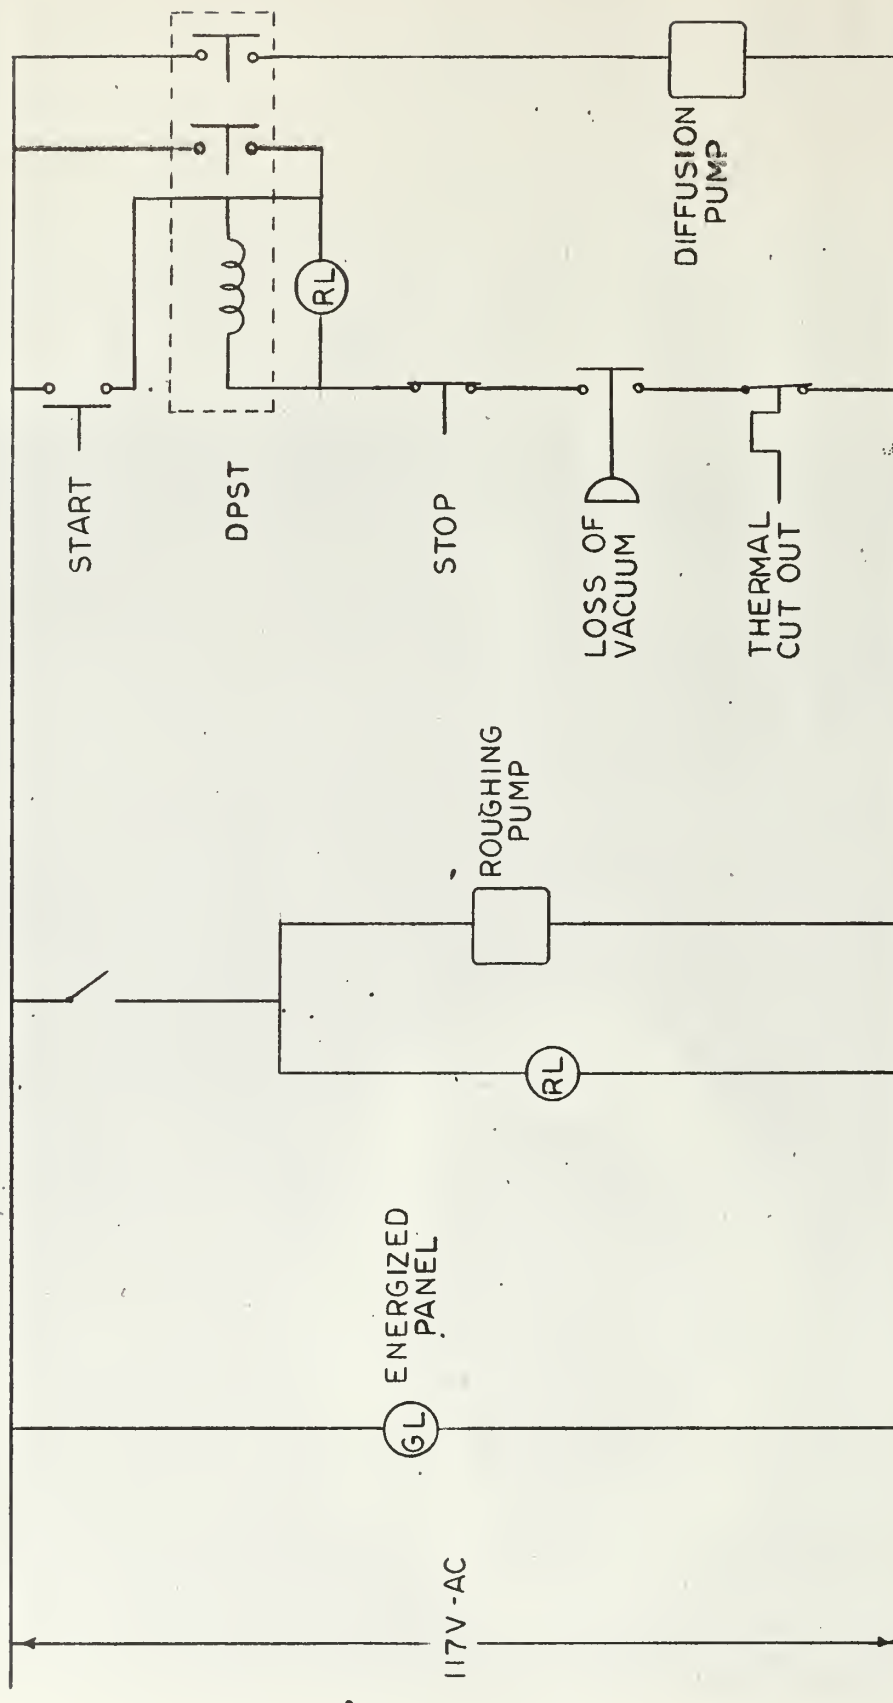 117V-AC
GL
ENERGIZED
PANEL
RL
ROUGHING
PUMP
START
DPST
RL
STOP
LOSS OF
VACUUM
THERMAL
CUT OUT
DIFFUSION
PUMP